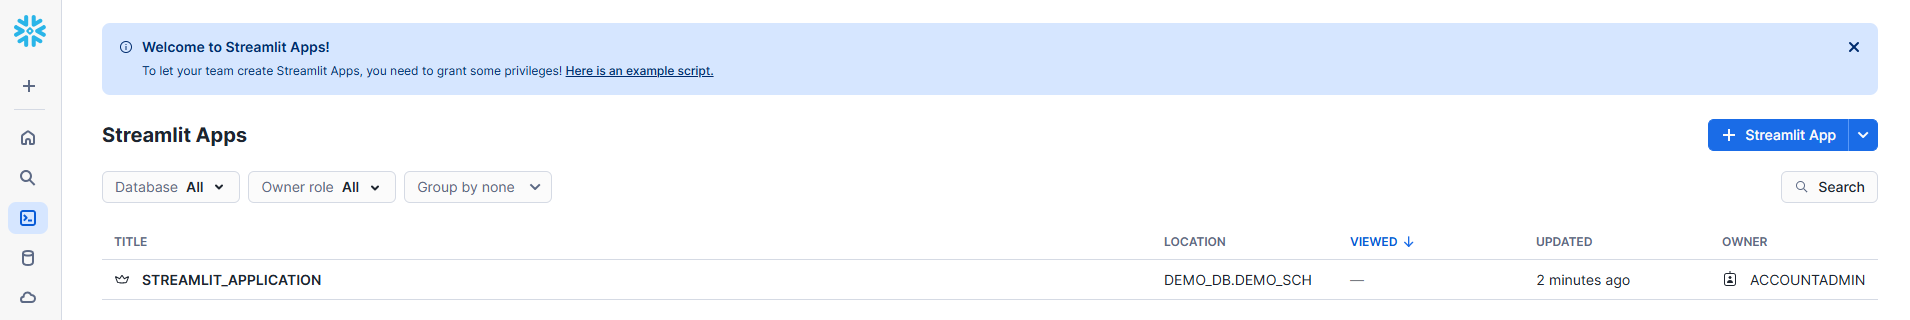 Welcome to Streamlit Apps!
To let your team create Streamlit Apps, you need to grant some privileges! Here is an example script.
Streamlit Apps
Streamlit App
Database All
Owner role All
Group by none
Search
TITLE
LOCATION
VIEWED
UPDATED
OWNER
STREAMLIT_APPLICATION
DEMO_DB.DEMO_SCH
—
2 minutes ago
ACCOUNTADMIN